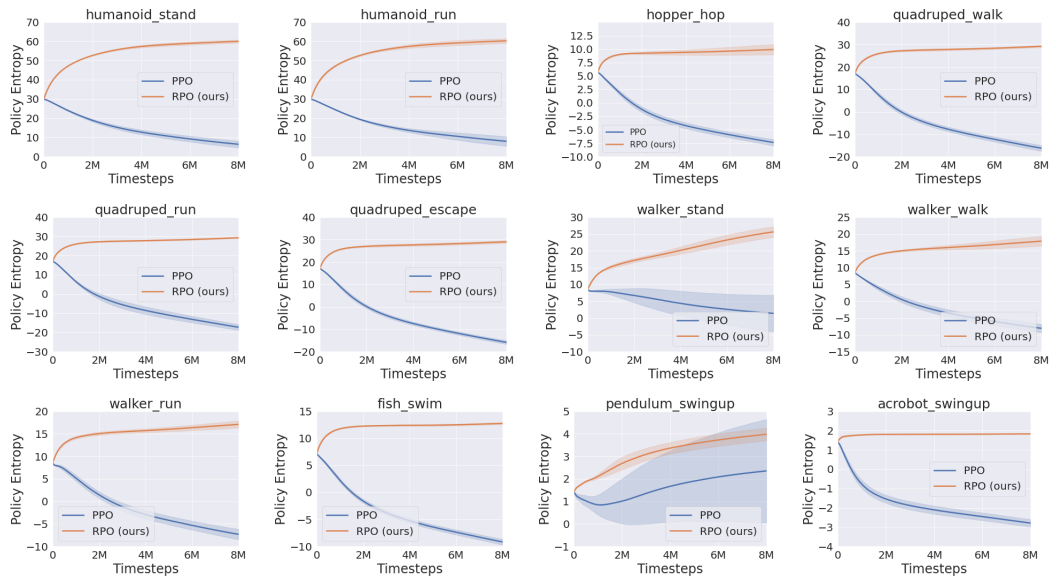 humanoid_stand
70
60
50
40
30
20
10
0
Policy Entropy
PPO
RPO (ours)
0
2M
4M
6M
8M
Timesteps
humanoid_run
70
60
50
40
30
20
10
0
Policy Entropy
PPO
RPO (ours)
0
2M
4M
6M
8M
Timesteps
hopper_hop
12.5
10.0
7.5
5.0
2.5
0.0
−2.5
−5.0
−7.5
−10.0
Policy Entropy
PPO
RPO (ours)
0
2M
4M
6M
8M
Timesteps
quadruped_walk
40
30
20
10
0
−10
−20
Policy Entropy
PPO
RPO (ours)
0
2M
4M
6M
8M
Timesteps
quadruped_run
40
30
20
10
0
−10
−20
−30
Policy Entropy
PPO
RPO (ours)
0
2M
4M
6M
8M
Timesteps
quadruped_escape
40
30
20
10
0
−10
−20
Policy Entropy
PPO
RPO (ours)
0
2M
4M
6M
8M
Timesteps
walker_stand
30
25
20
15
10
5
0
−5
−10
Policy Entropy
PPO
RPO (ours)
0
2M
4M
6M
8M
Timesteps
walker_walk
25
20
15
10
5
0
−5
−10
−15
Policy Entropy
PPO
RPO (ours)
0
2M
4M
6M
8M
Timesteps
walker_run
20
15
10
5
0
−5
−10
Policy Entropy
PPO
RPO (ours)
0
2M
4M
6M
8M
Timesteps
fish_swim
15
10
5
0
−5
−10
Policy Entropy
PPO
RPO (ours)
0
2M
4M
6M
8M
Timesteps
pendulum_swingup
5
4
3
2
1
0
−1
Policy Entropy
PPO
RPO (ours)
0
2M
4M
6M
8M
Timesteps
acrobot_swingup
3
2
1
0
−1
−2
−3
−4
Policy Entropy
PPO
RPO (ours)
0
2M
4M
6M
8M
Timesteps